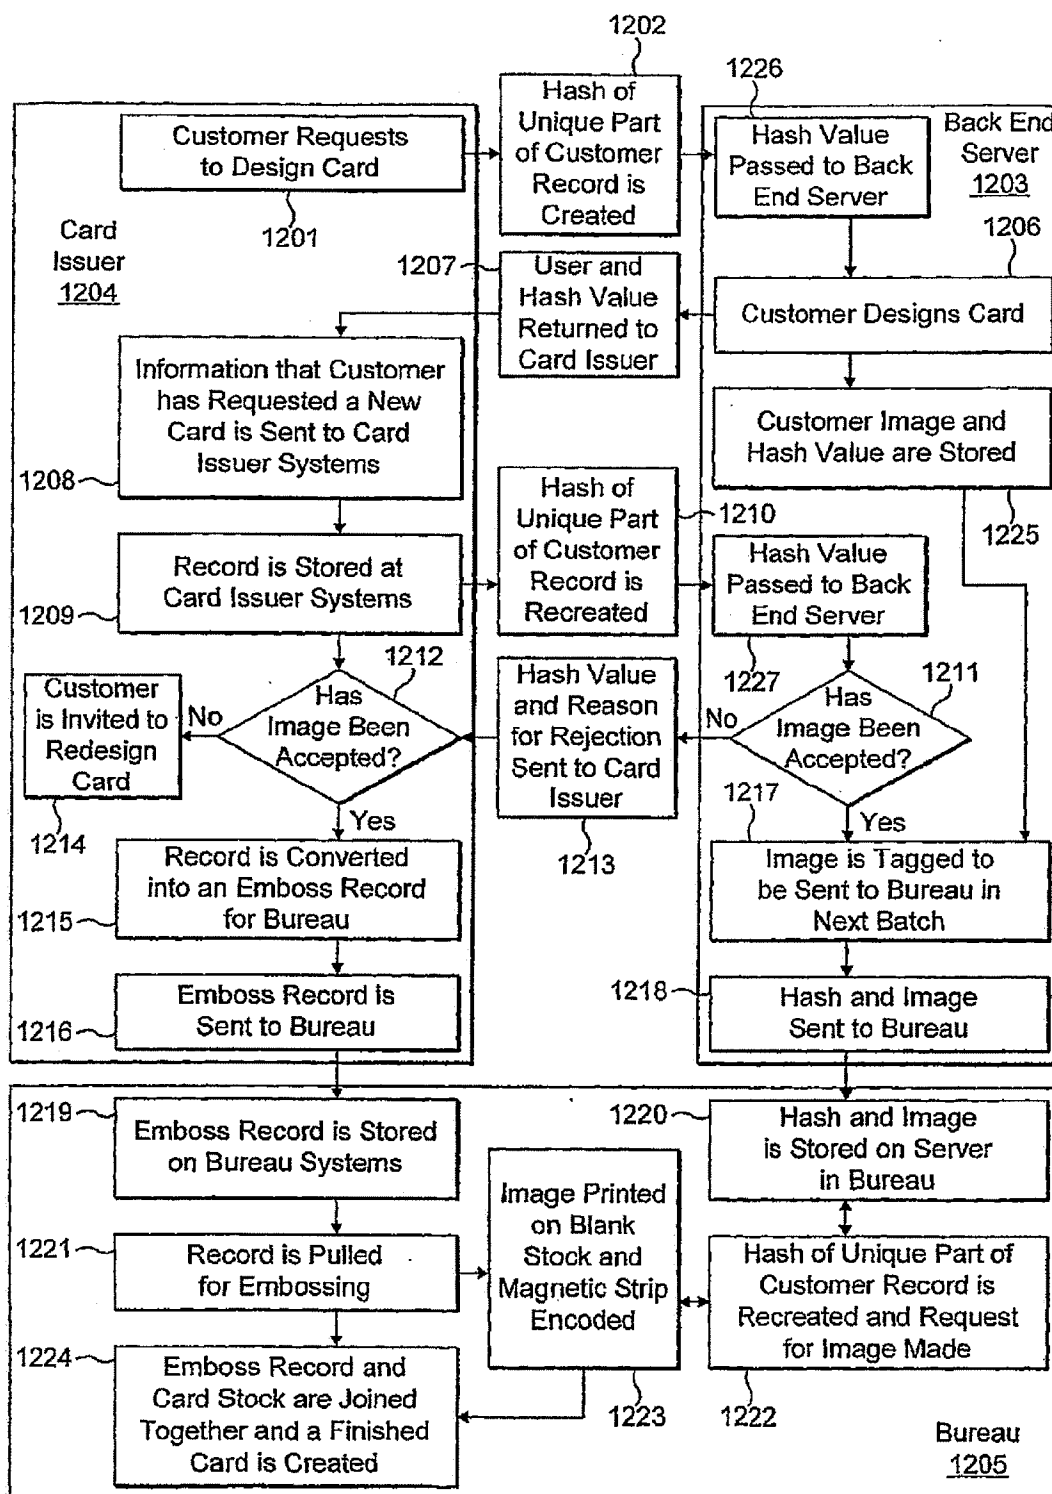 1202
Hash of
Unique Part
of Customer
Record is
Created
1226
Hash Value
Passed to Back
End Server
Back End
Server
1203
Customer Requests
to Design Card
1201
Card
Issuer
1204
1207
User and
Hash Value
Returned to
Card Issuer
1206
Customer Designs Card
Information that Customer
has Requested a New
Card is Sent to Card
Issuer Systems
1208
Customer Image and
Hash Value are Stored
1225
Hash of
Unique Part
of Customer
Record is
Recreated
1210
Record is Stored at
Card Issuer Systems
1209
Hash Value
Passed to Back
End Server
1227
1212
Has
Image Been
Accepted?
No
Yes
Customer
is Invited to
Redesign
Card
1214
Hash Value
and Reason
for Rejection
Sent to Card
Issuer
1213
1211
Has
Image Been
Accepted?
No
Yes
1217
Image is Tagged to
be Sent to Bureau in
Next Batch
Record is Converted
into an Emboss Record
for Bureau
1215
Emboss Record is
Sent to Bureau
1216
1218
Hash and Image
Sent to Bureau
1219
Emboss Record is Stored
on Bureau Systems
1220
Hash and Image
is Stored on Server
in Bureau
1221
Record is Pulled
for Embossing
Image Printed
on Blank
Stock and
Magnetic Strip
Encoded
1223
Hash of Unique Part of
Customer Record is
Recreated and Request
for Image Made
1222
1224
Emboss Record and
Card Stock are Joined
Together and a Finished
Card is Created
Bureau
1205